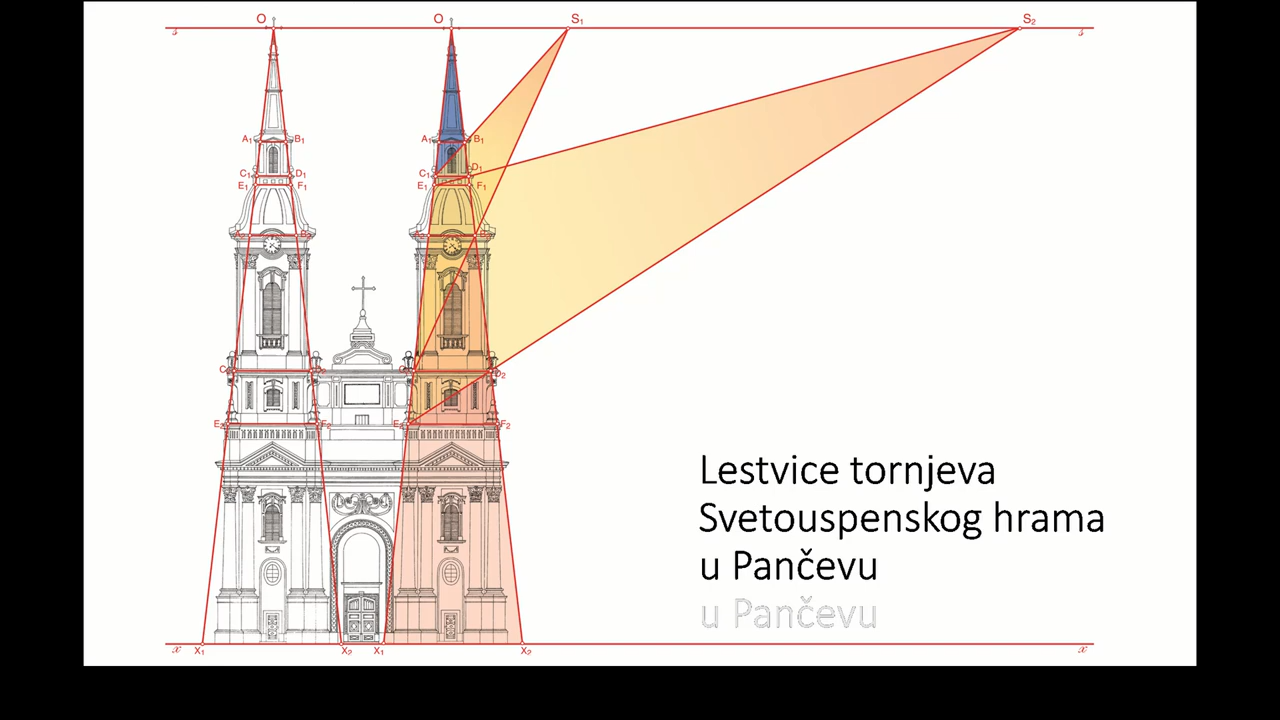 O O S₁ S₂
s s
A₁ B₁ A₁ B₁
C₁ D₁ C₁ D₁
E₁ F₁ E₁ F₁
D₂
E₂ F₂ E₂ F₂
Lestvice tornjeva
Svetouspenskog hrama
u Pančevu
u Pančevu
x X₁ X₂ X₁ X₂ x